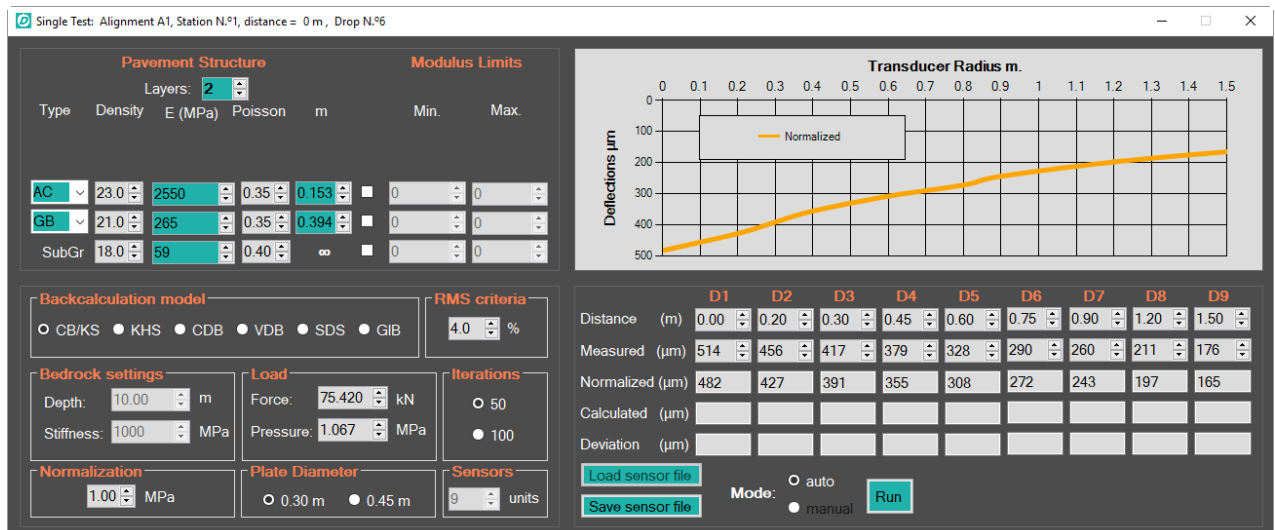 Single Test: Alignment A1, Station N.º1, distance = 0 m , Drop N.º6
Pavement Structure Modulus Limits
Layers: 2
Type Density E (MPa) Poisson m Min. Max.
AC 23.0 2550 0.35 0.153 0 0
GB 21.0 265 0.35 0.394 0 0
SubGr 18.0 59 0.40 ∞ 0 0
Transducer Radius m.
0 0.1 0.2 0.3 0.4 0.5 0.6 0.7 0.8 0.9 1 1.1 1.2 1.3 1.4 1.5
Deflections µm
0
100
200
300
400
500
Normalized
Backcalculation model
CB/KS KHS CDB VDB SDS GIB
RMS criteria
4.0 %
Bedrock settings
Depth: 10.00 m
Stiffness: 1000 MPa
Load
Force: 75.420 kN
Pressure: 1.067 MPa
Iterations
50
100
Normalization
1.00 MPa
Plate Diameter
0.30 m 0.45 m
Sensors
9 units
D1 D2 D3 D4 D5 D6 D7 D8 D9
Distance (m) 0.00 0.20 0.30 0.45 0.60 0.75 0.90 1.20 1.50
Measured (µm) 514 456 417 379 328 290 260 211 176
Normalized (µm) 482 427 391 355 308 272 243 197 165
Calculated (µm)
Deviation (µm)
Load sensor file
Save sensor file
Mode: auto
manual
Run